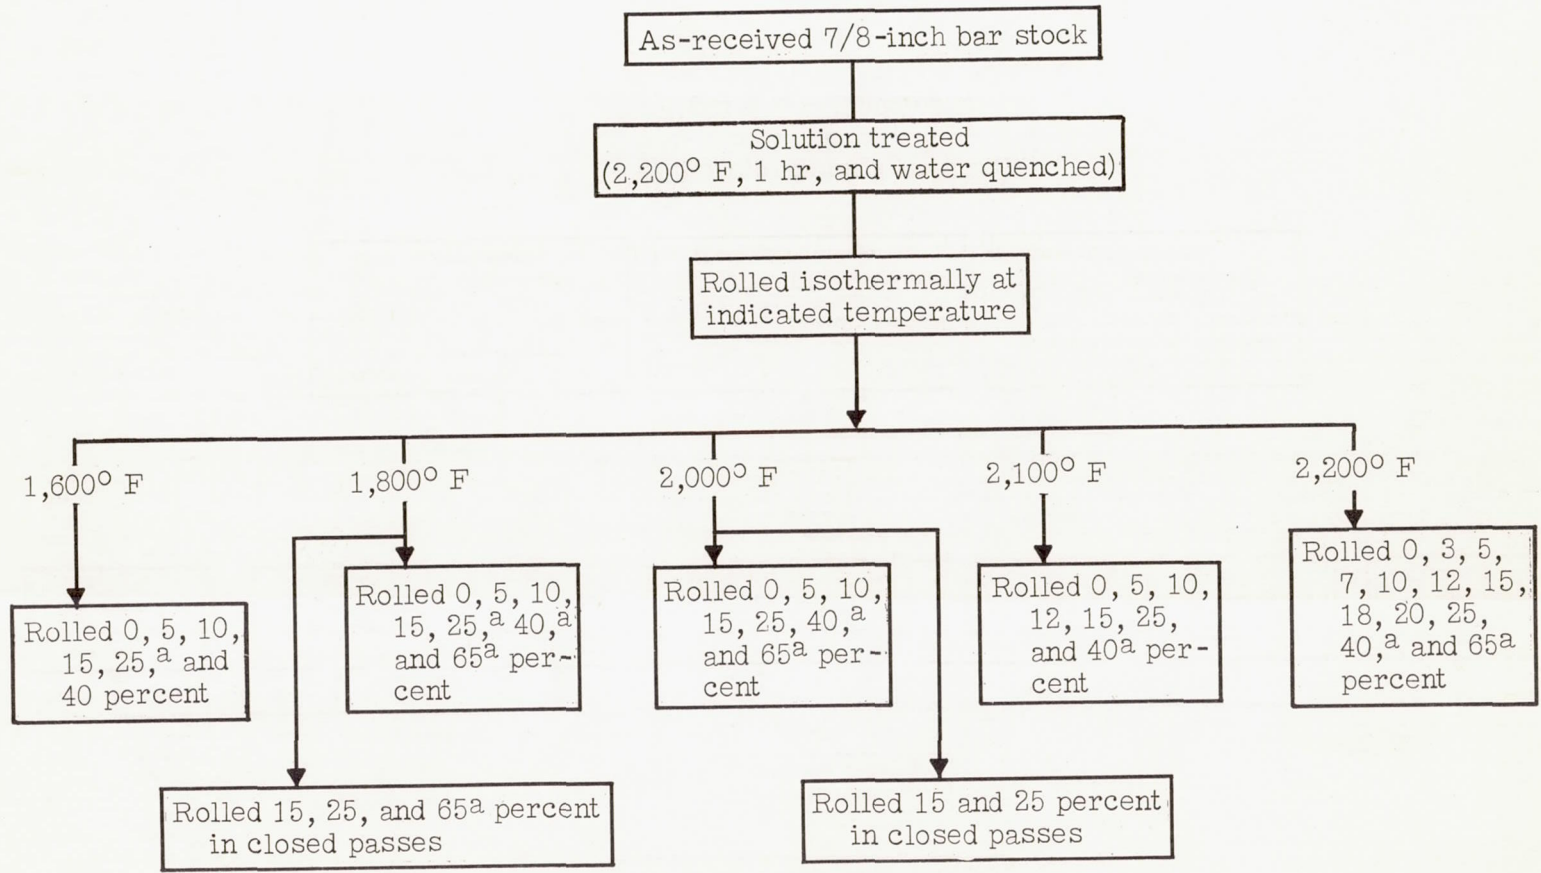 As-received 7/8-inch bar stock
Solution treated
(2,200° F, 1 hr, and water quenched)
Rolled isothermally at
indicated temperature
1,600° F
1,800° F
2,000° F
2,100° F
2,200° F
Rolled 0, 5, 10,
15, 25,ᵃ and
40 percent
Rolled 0, 5, 10,
15, 25,ᵃ 40,ᵃ
and 65ᵃ per-
cent
Rolled 0, 5, 10,
15, 25, 40,ᵃ
and 65ᵃ per-
cent
Rolled 0, 5, 10,
12, 15, 25,
and 40ᵃ per-
cent
Rolled 0, 3, 5,
7, 10, 12, 15,
18, 20, 25,
40,ᵃ and 65ᵃ
percent
Rolled 15, 25, and 65ᵃ percent
in closed passes
Rolled 15 and 25 percent
in closed passes